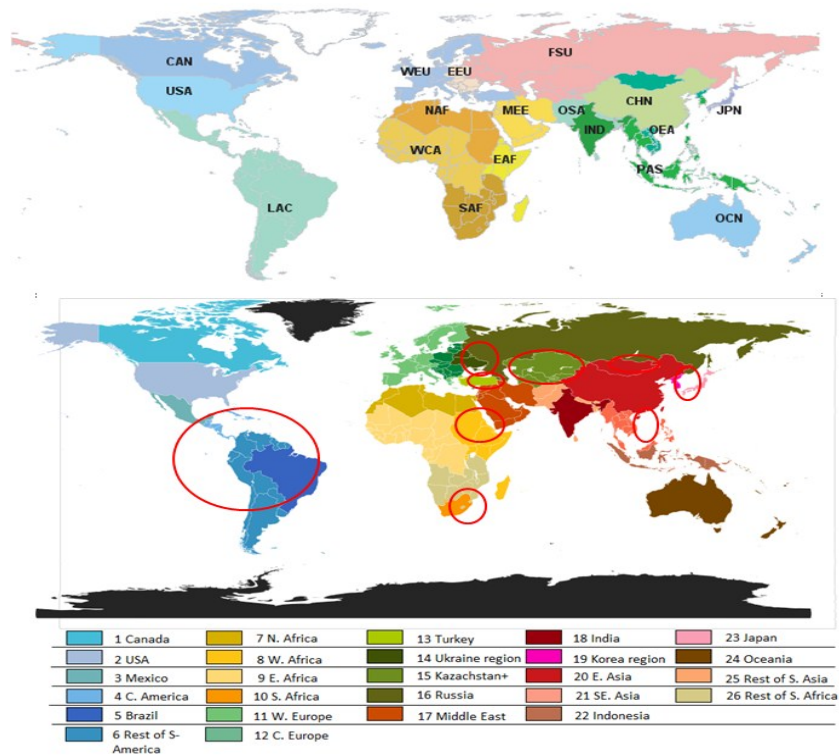 CAN
USA
LAC
WEU
EEU
FSU
NAF
MEE
WCA
EAF
SAF
OSA
IND
CHN
OEA
PAS
JPN
OCN
1 Canada
7 N. Africa
13 Turkey
18 India
23 Japan
2 USA
8 W. Africa
14 Ukraine region
19 Korea region
24 Oceania
3 Mexico
9 E. Africa
15 Kazachstan+
20 E. Asia
25 Rest of S. Asia
4 C. America
10 S. Africa
16 Russia
21 SE. Asia
26 Rest of S. Africa
5 Brazil
11 W. Europe
17 Middle East
22 Indonesia
6 Rest of S-
America
12 C. Europe